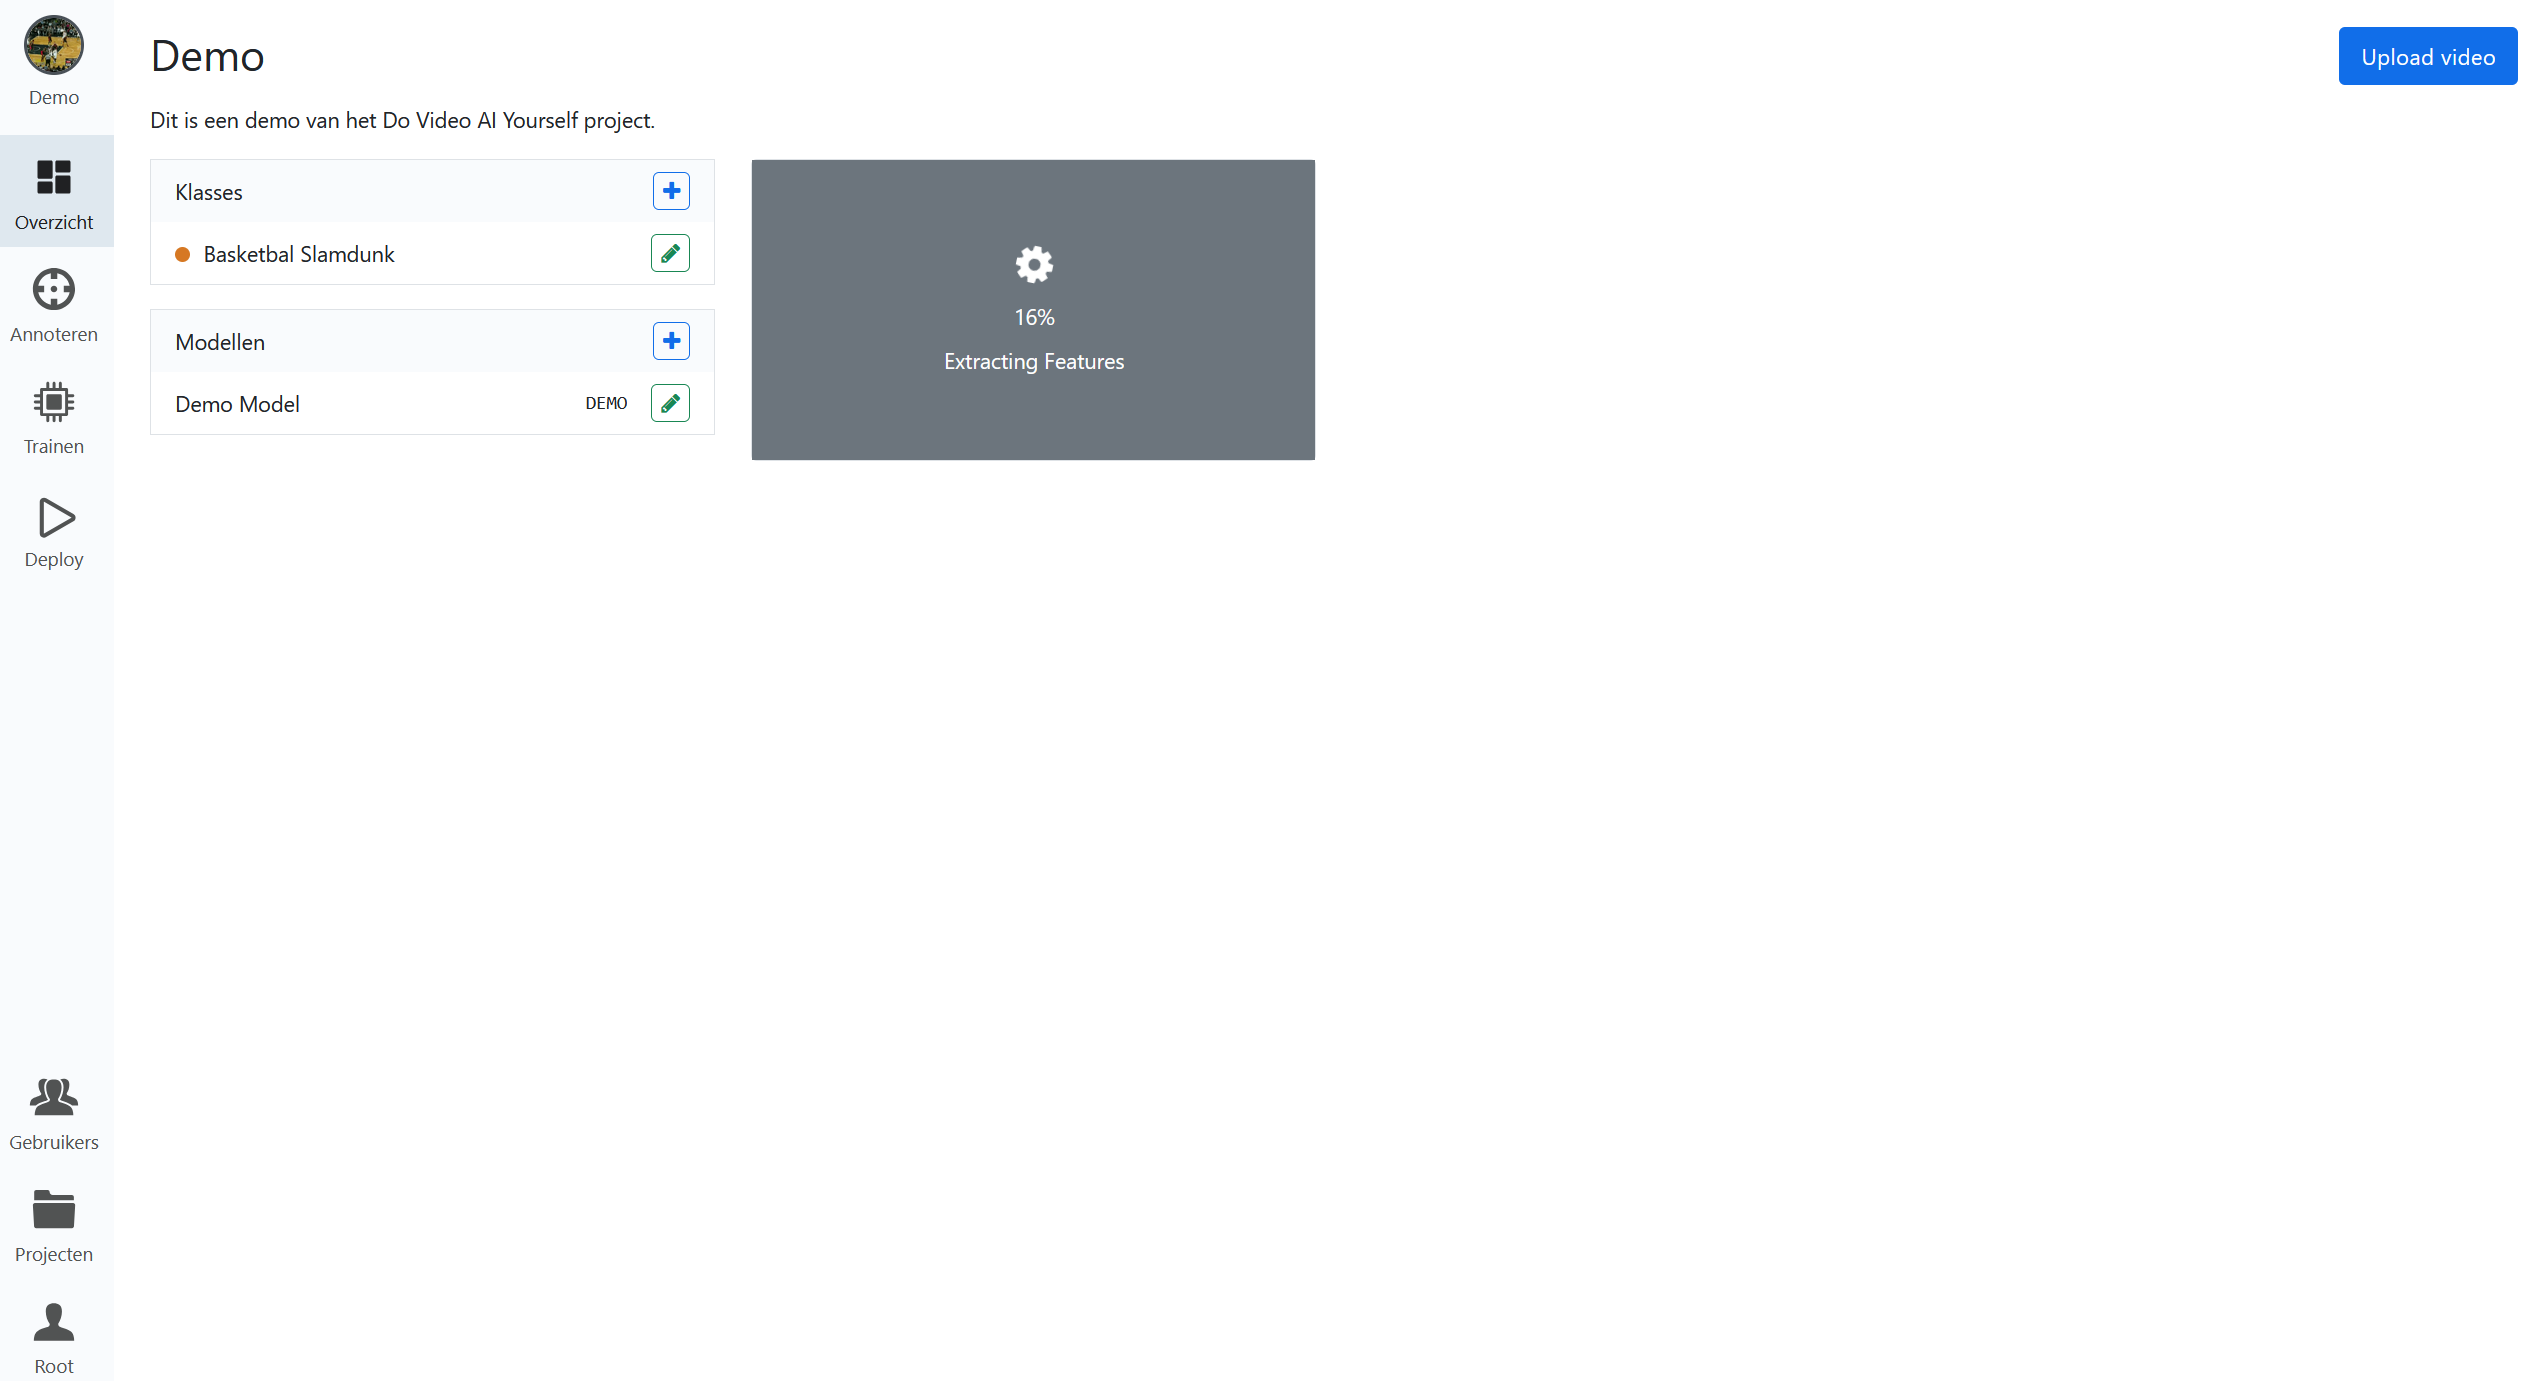 Demo
Overzicht
Annoteren
Trainen
Deploy
Gebruikers
Projecten
Root
Demo
Upload video
Dit is een demo van het Do Video AI Yourself project.
Klasses
Basketbal Slamdunk
Modellen
Demo Model DEMO
16%
Extracting Features